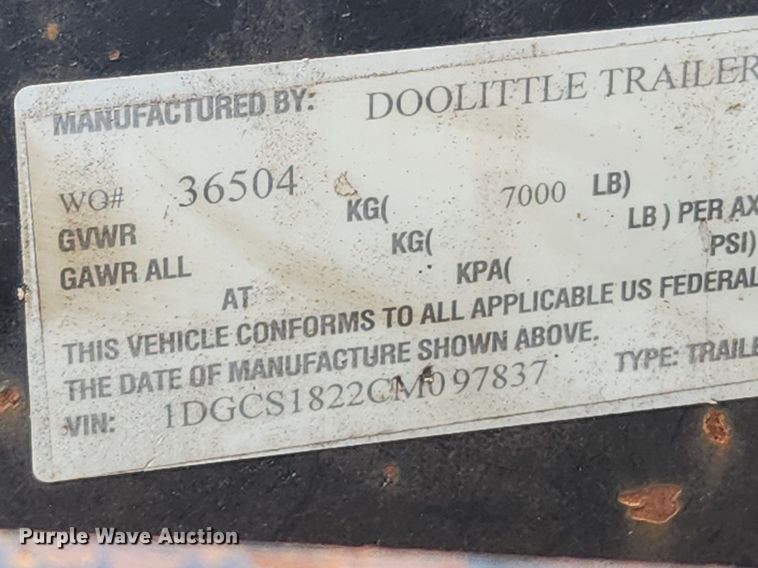 MANUFACTURED BY: DOOLITTLE TRAILER
WO# 36504
GVWR KG( 7000 LB)
GAWR ALL KG( LB) PER AX
AT KPA( PSI)
THIS VEHICLE CONFORMS TO ALL APPLICABLE US FEDERAL
THE DATE OF MANUFACTURE SHOWN ABOVE.
VIN: 1DGCS1822CM097837 TYPE: TRAILE
Purple Wave Auction